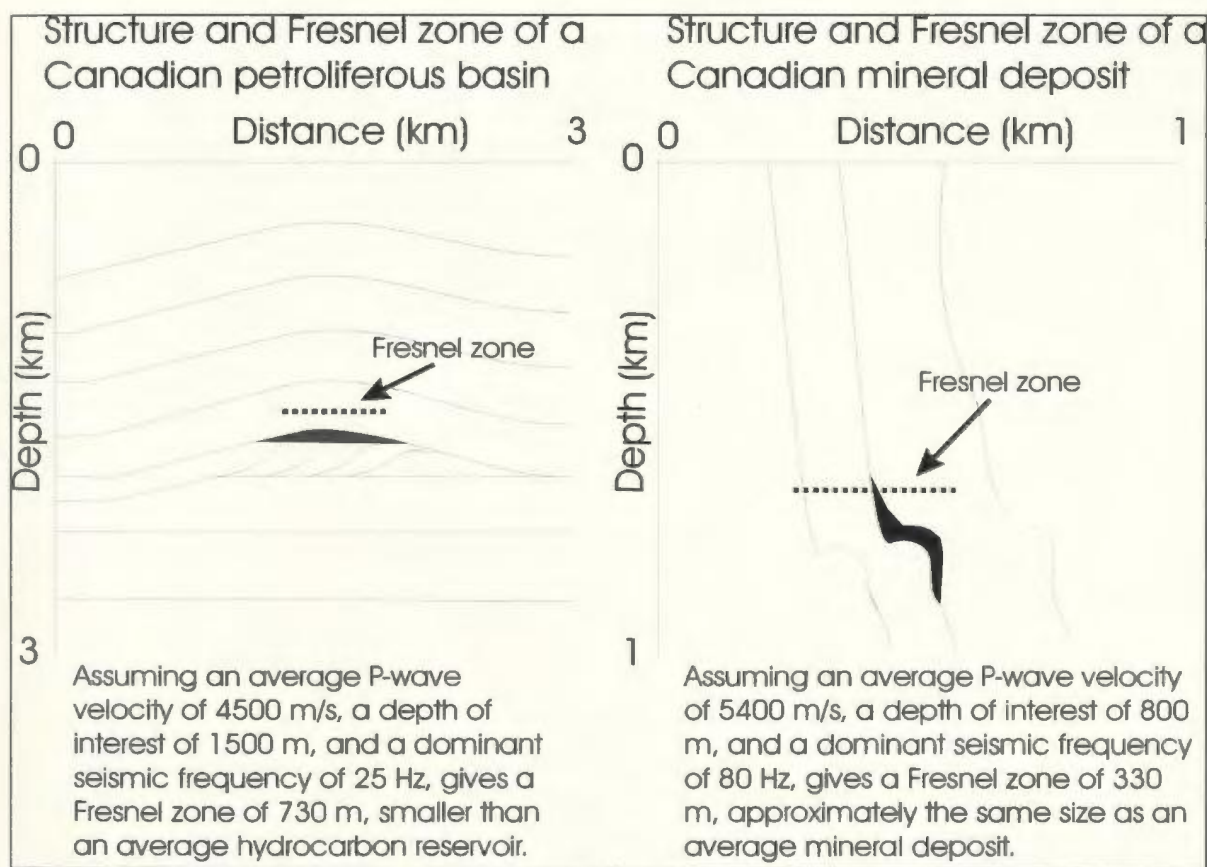 Structure and Fresnel zone of a
Canadian petroliferous basin
0 Distance (km) 3
0
Depth (km)
Fresnel zone
3
Assuming an average P-wave
velocity of 4500 m/s, a depth of
interest of 1500 m, and a dominant
seismic frequency of 25 Hz, gives a
Fresnel zone of 730 m, smaller than
an average hydrocarbon reservoir.
Structure and Fresnel zone of a
Canadian mineral deposit
0 Distance (km) 1
0
Depth (km)
Fresnel zone
1
Assuming an average P-wave velocity
of 5400 m/s, a depth of interest of 800
m, and a dominant seismic frequency
of 80 Hz, gives a Fresnel zone of 330
m, approximately the same size as an
average mineral deposit.